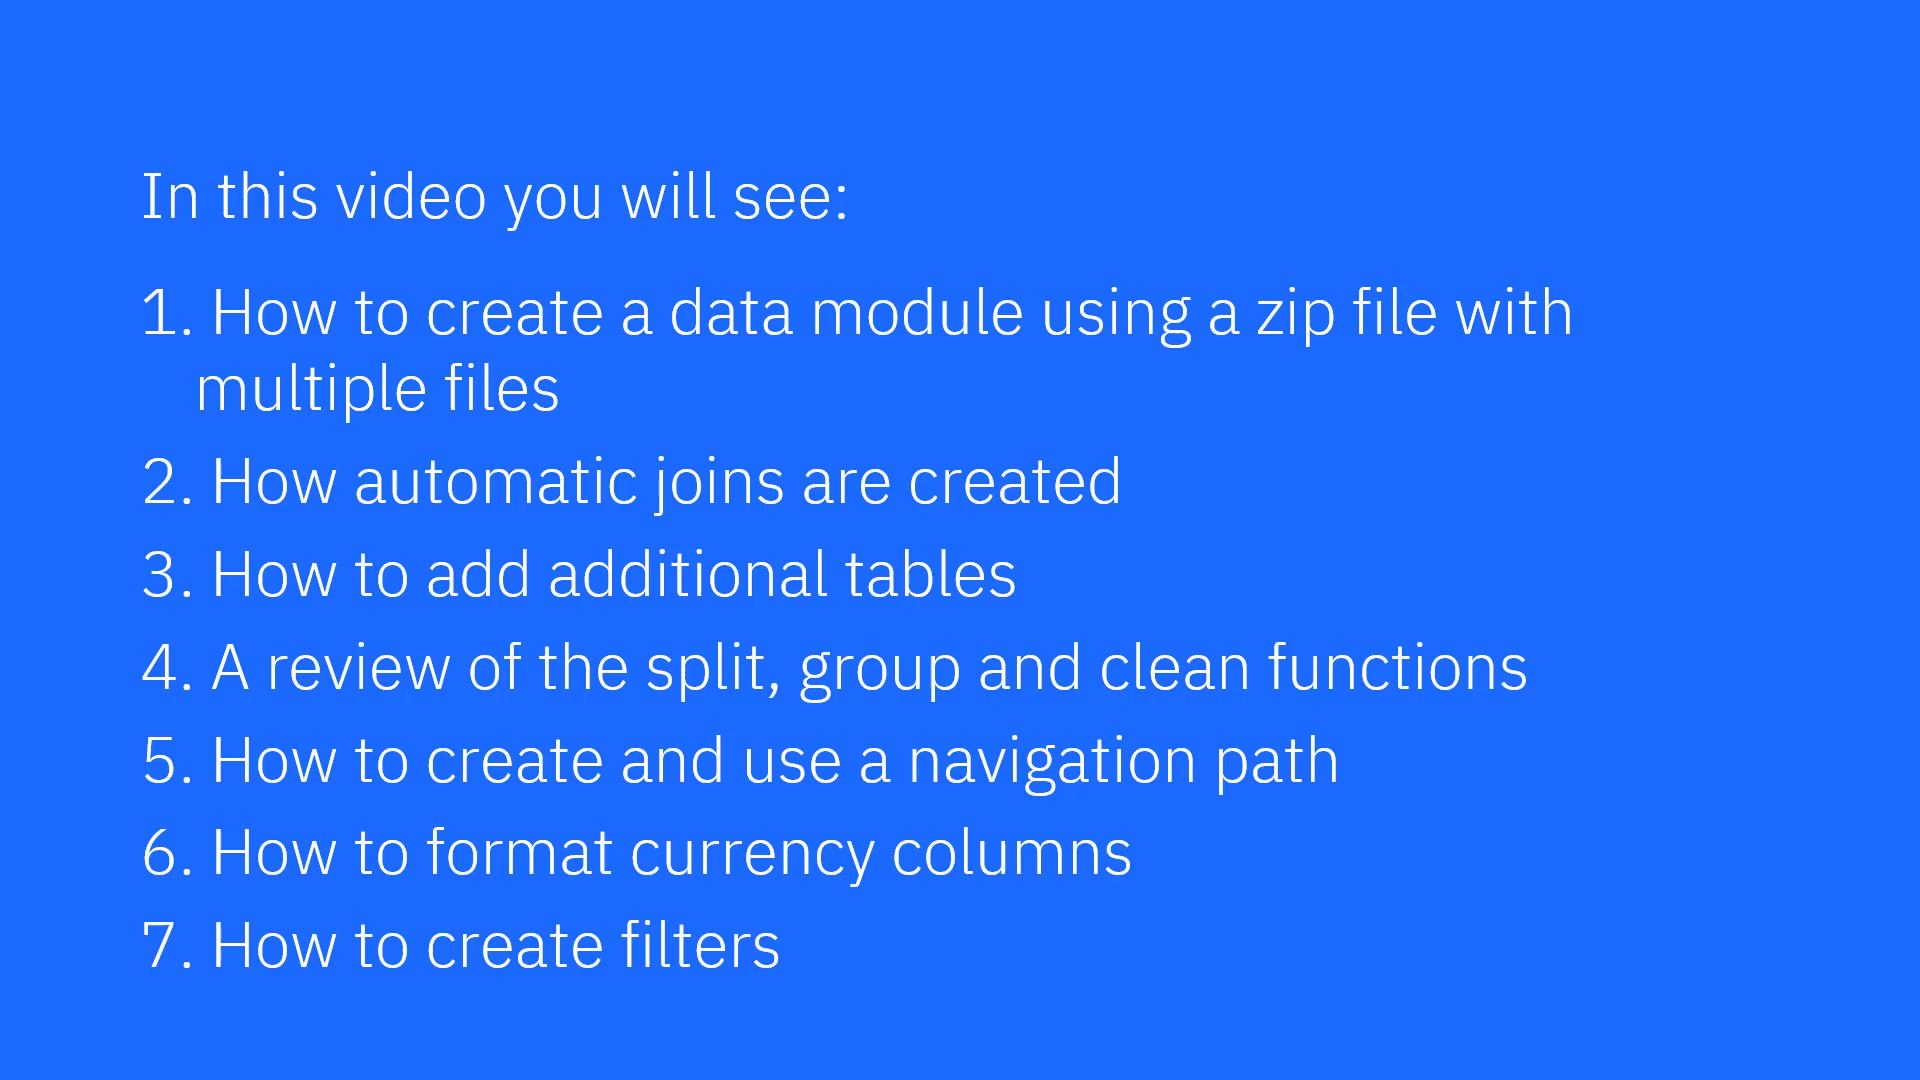 In this video you will see:
1. How to create a data module using a zip file with
multiple files
2. How automatic joins are created
3. How to add additional tables
4. A review of the split, group and clean functions
5. How to create and use a navigation path
6. How to format currency columns
7. How to create filters